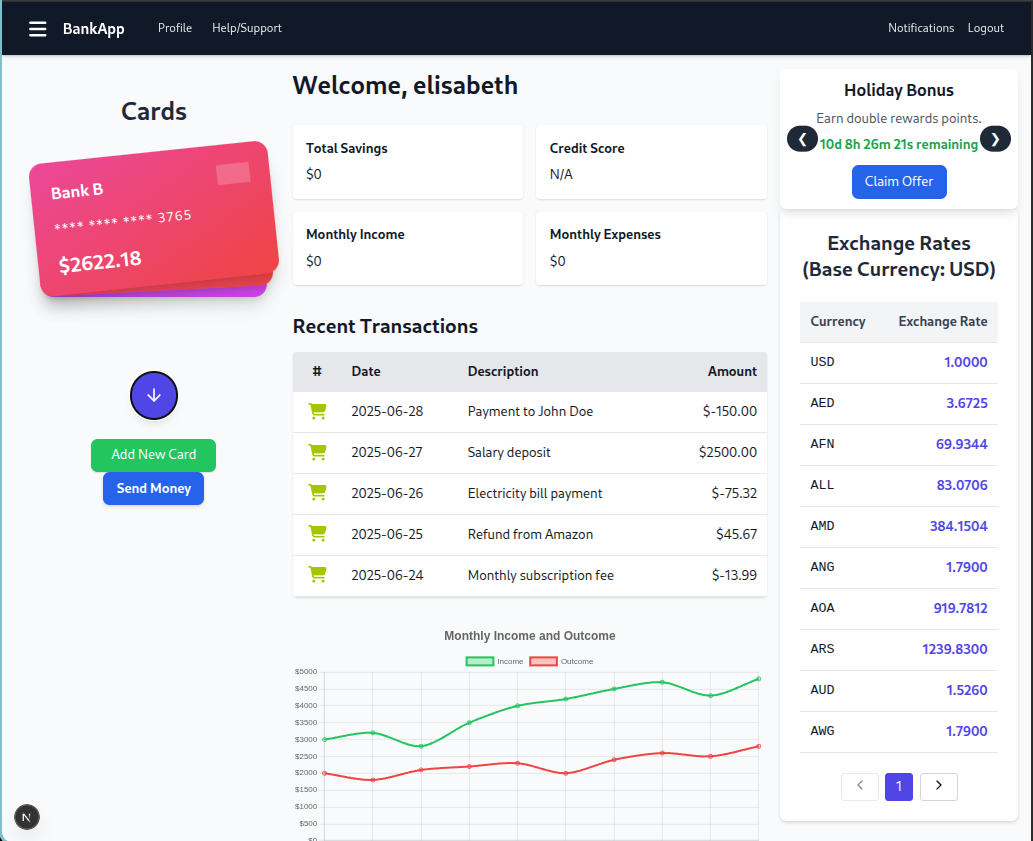 BankApp Profile Help/Support Notifications Logout
Cards
Bank B
**** **** **** 3765
$2622.18
Add New Card
Send Money
Welcome, elisabeth
Total Savings
$0
Credit Score
N/A
Monthly Income
$0
Monthly Expenses
$0
Recent Transactions
# Date Description Amount
2025-06-28 Payment to John Doe $-150.00
2025-06-27 Salary deposit $2500.00
2025-06-26 Electricity bill payment $-75.32
2025-06-25 Refund from Amazon $45.67
2025-06-24 Monthly subscription fee $-13.99
Monthly Income and Outcome
Income Outcome
$5000
$4500
$4000
$3500
$3000
$2500
$2000
$1500
$1000
$500
$0
Holiday Bonus
Earn double rewards points.
10d 8h 26m 21s remaining
Claim Offer
Exchange Rates
(Base Currency: USD)
Currency Exchange Rate
USD 1.0000
AED 3.6725
AFN 69.9344
ALL 83.0706
AMD 384.1504
ANG 1.7900
AOA 919.7812
ARS 1239.8300
AUD 1.5260
AWG 1.7900
1
N